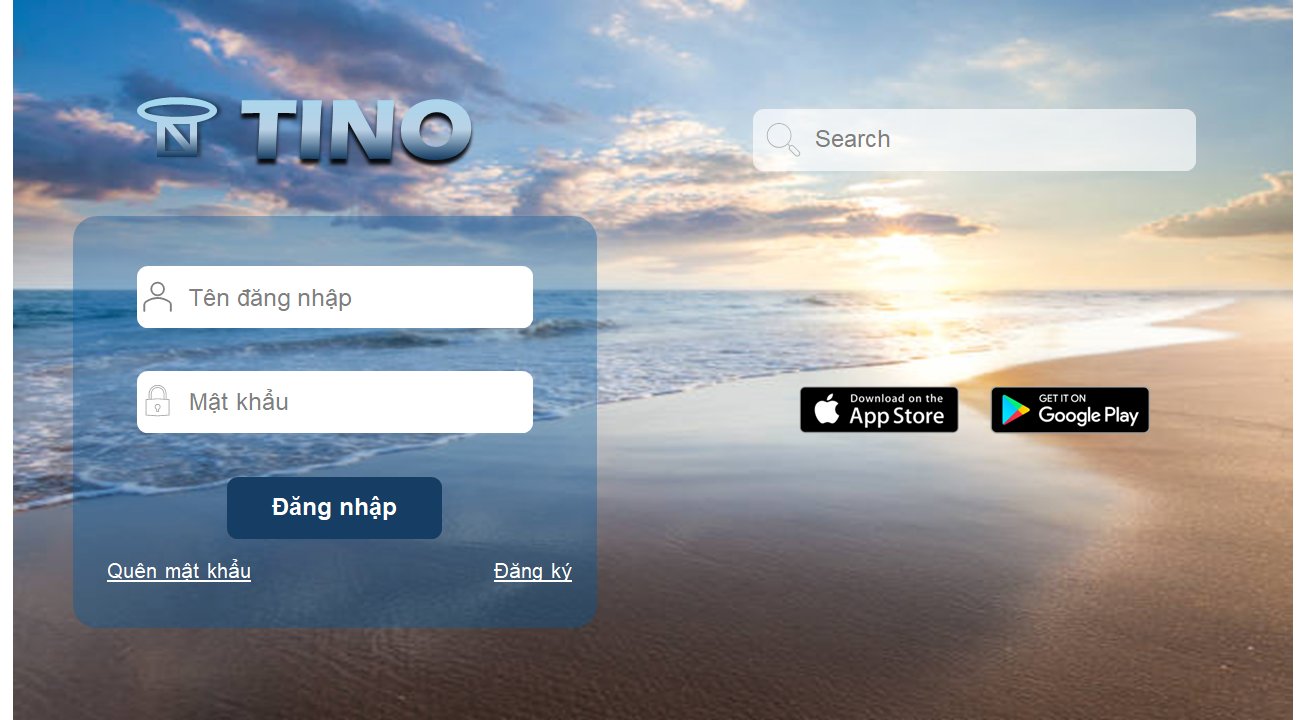 TINO
Search
Tên đăng nhập
Mật khẩu
Download on the
App Store
GET IT ON
Google Play
Đăng nhập
Quên mật khẩu
Đăng ký